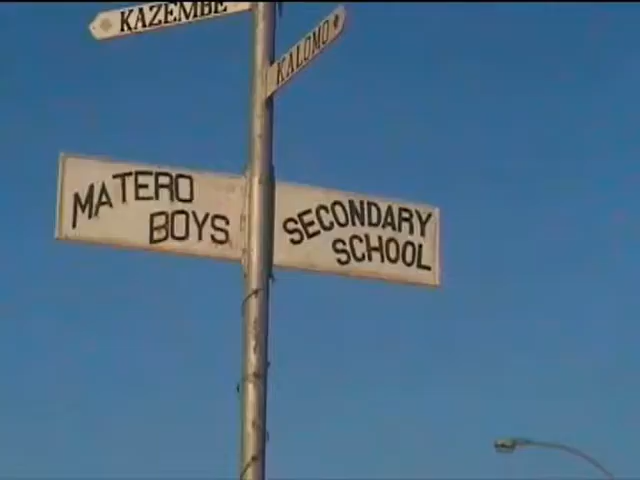 KAZEMBE
KALOMO
MATERO
BOYS
SECONDARY
SCHOOL